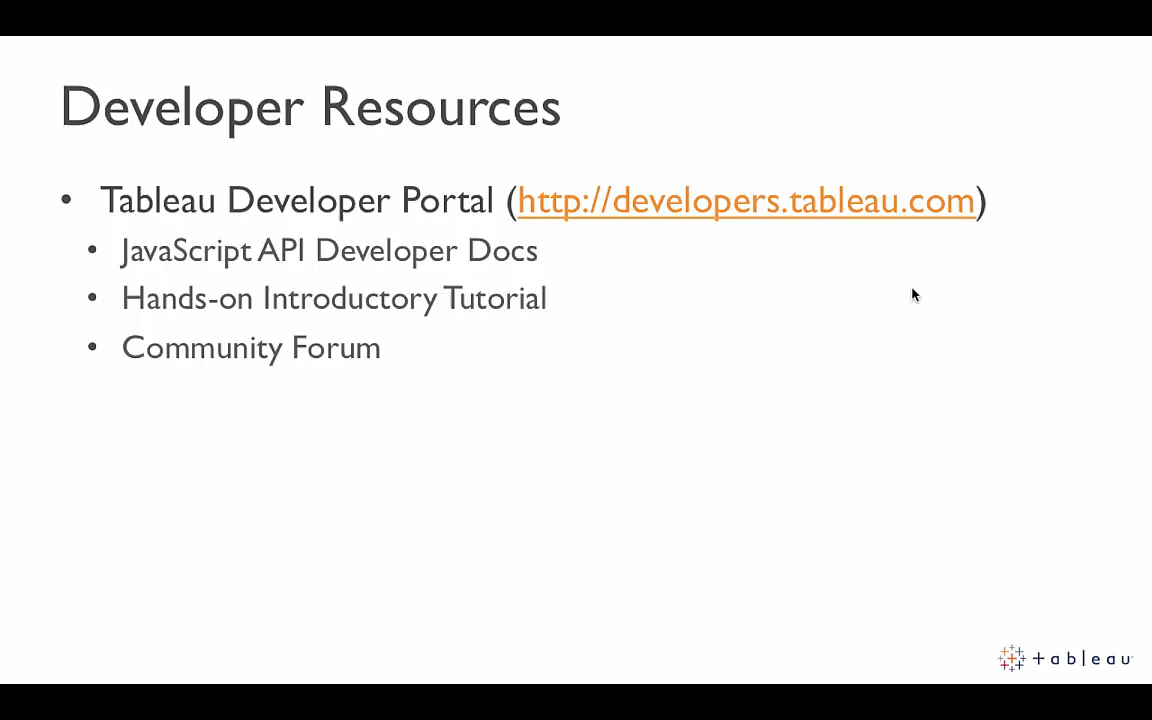 Developer Resources
• Tableau Developer Portal (http://developers.tableau.com)
• JavaScript API Developer Docs
• Hands-on Introductory Tutorial
• Community Forum
+ableau